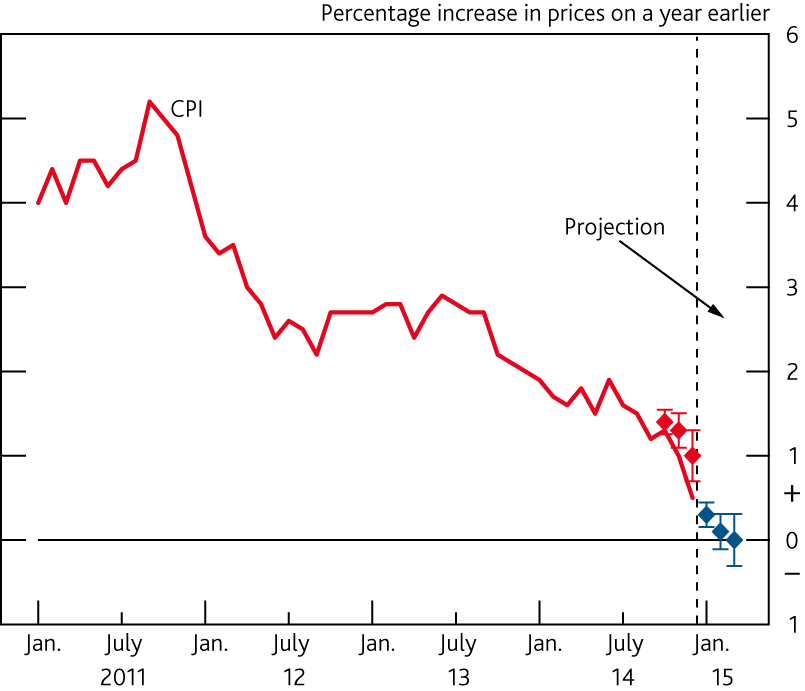 Percentage increase in prices on a year earlier
6
CPI
5
4
Projection
3
2
1
+
0
–
1
Jan. July Jan. July Jan. July Jan. July Jan.
2011 12 13 14 15